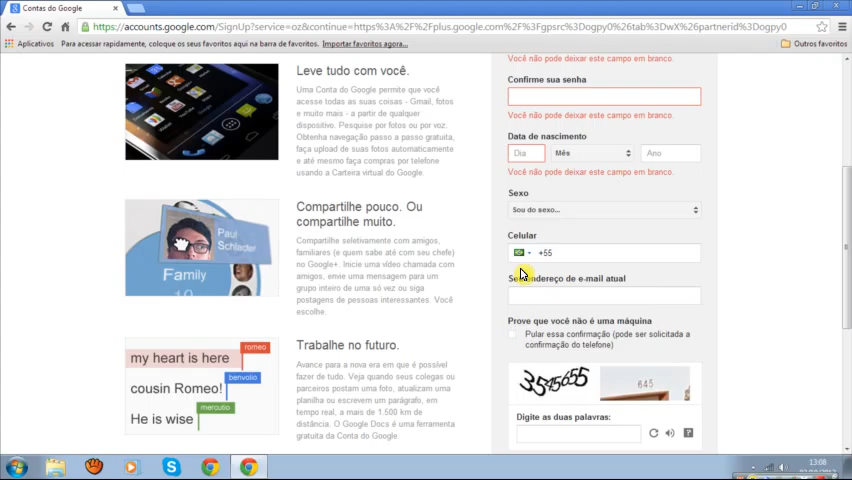 Contas do Google
https://accounts.google.com/SignUp?service=oz&continue=https%3A%2F%2Fplus.google.com%2F%3Fgpsrc%3Dogpy0%26tab%3DwX%26partnerid%3Dogpy0
Aplicativos Para acessar rapidamente, coloque os seus favoritos aqui na barra de favoritos. Importar favoritos agora... Outros favoritos
Leve tudo com você.
Uma Conta do Google permite que você
acesse todas as suas coisas - Gmail, fotos
e muito mais - a partir de qualquer
dispositivo. Pesquise por fotos ou por voz.
Obtenha navegação passo a passo gratuita,
faça upload de suas fotos automaticamente
e até mesmo faça compras por telefone
usando a Carteira virtual do Google.
Paul
Schlader
Family
10
Compartilhe pouco. Ou
compartilhe muito.
Compartilhe seletivamente com amigos,
familiares (e quem sabe até com seu chefe)
no Google+. Inicie uma vídeo chamada com
amigos, envie uma mensagem para um
grupo inteiro de uma só vez ou siga
postagens de pessoas interessantes. Você
escolhe.
romeo
my heart is here
benvolio
cousin Romeo!
mercutio
He is wise
Trabalhe no futuro.
Avance para a nova era em que é possível
fazer de tudo. Veja quando seus colegas ou
parceiros postam uma foto, atualizam uma
planilha ou escrevem um parágrafo, em
tempo real, a mais de 1.500 km de
distância. O Google Docs é uma ferramenta
gratuita da Conta do Google.
Você não pode deixar este campo em branco.
Confirme sua senha
Você não pode deixar este campo em branco.
Data de nascimento
Dia Mês Ano
Você não pode deixar este campo em branco.
Sexo
Sou do sexo...
Celular
+55
Seu endereço de e-mail atual
Prove que você não é uma máquina
Pular essa confirmação (pode ser solicitada a
confirmação do telefone)
3545655
645
Digite as duas palavras:
13:08